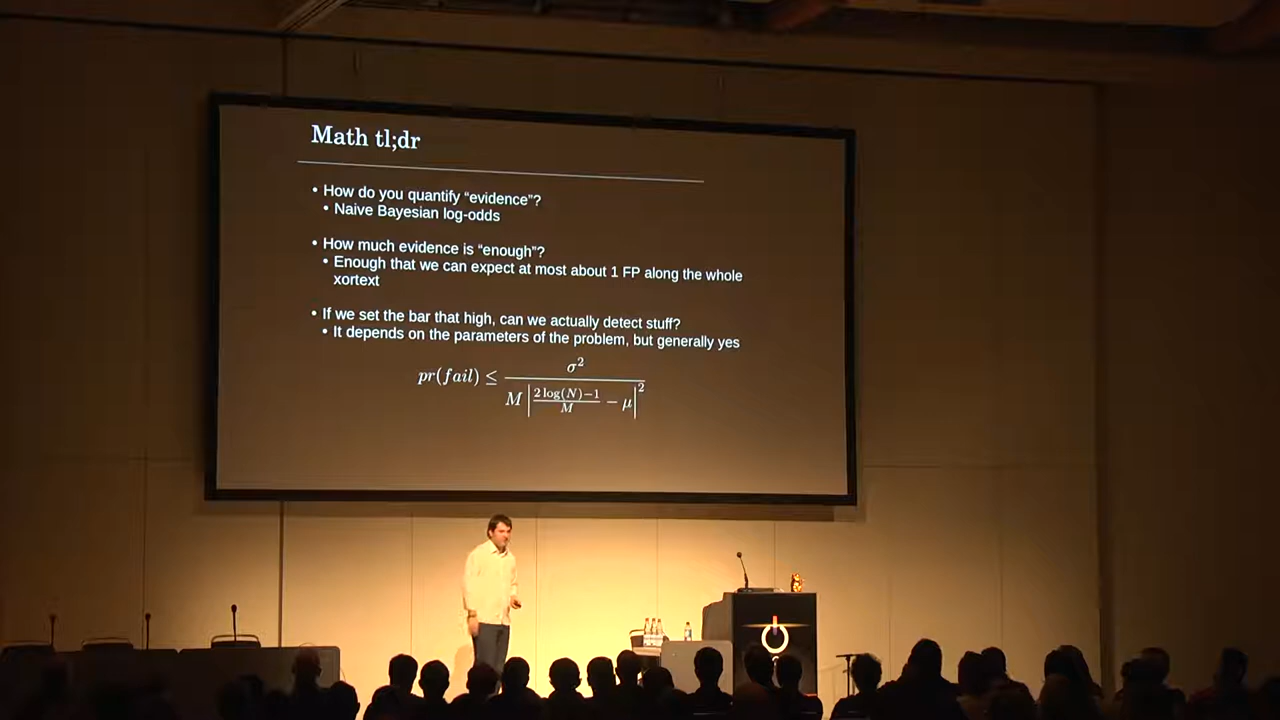 Math tl;dr
• How do you quantify “evidence”?
• Naive Bayesian log-odds
• How much evidence is “enough”?
• Enough that we can expect at most about 1 FP along the whole
xortext
• If we set the bar that high, can we actually detect stuff?
• It depends on the parameters of the problem, but generally yes
pr(fail) ≤ σ² / M |2 log(N)−1 / M − μ|²